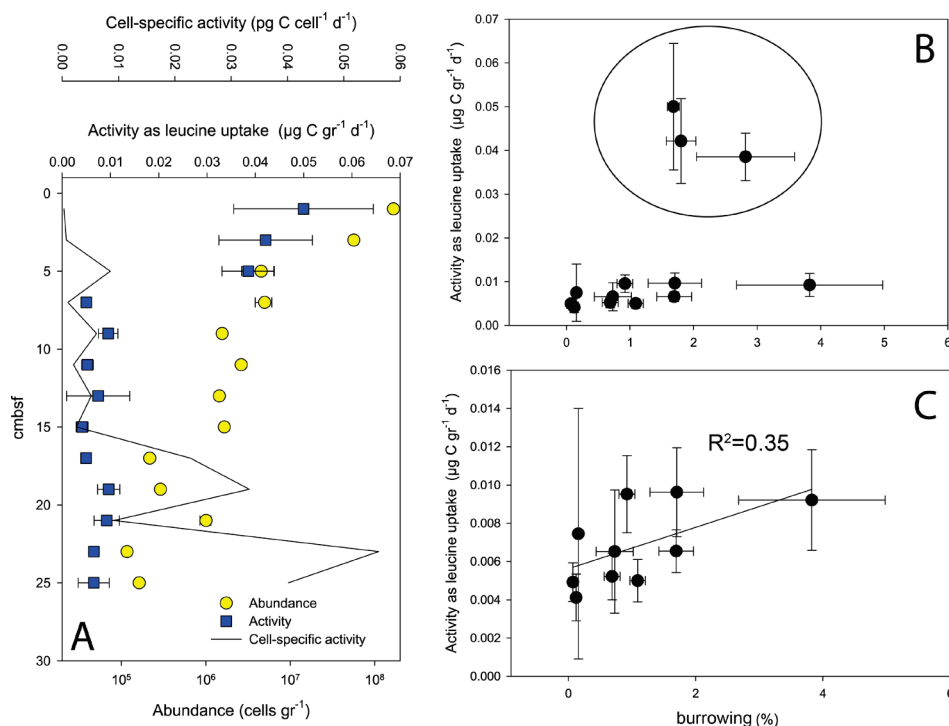 Cell-specific activity (pg C cell⁻¹ d⁻¹)
0.00 0.01 0.02 0.03 0.04 0.05 0.06
Activity as leucine uptake (µg C gr⁻¹ d⁻¹)
0.00 0.01 0.02 0.03 0.04 0.05 0.06 0.07
0
5
10
15
20
25
30
cmbsf
Abundance
Activity
Cell-specific activity
A
10⁵ 10⁶ 10⁷ 10⁸
Abundance (cells gr⁻¹)
B
Activity as leucine uptake (µg C gr⁻¹ d⁻¹)
0.07
0.06
0.05
0.04
0.03
0.02
0.01
0.00
0 1 2 3 4 5 6
C
R²=0.35
Activity as leucine uptake (µg C gr⁻¹ d⁻¹)
0.016
0.014
0.012
0.010
0.008
0.006
0.004
0.002
0.000
0 2 4 6
burrowing (%)